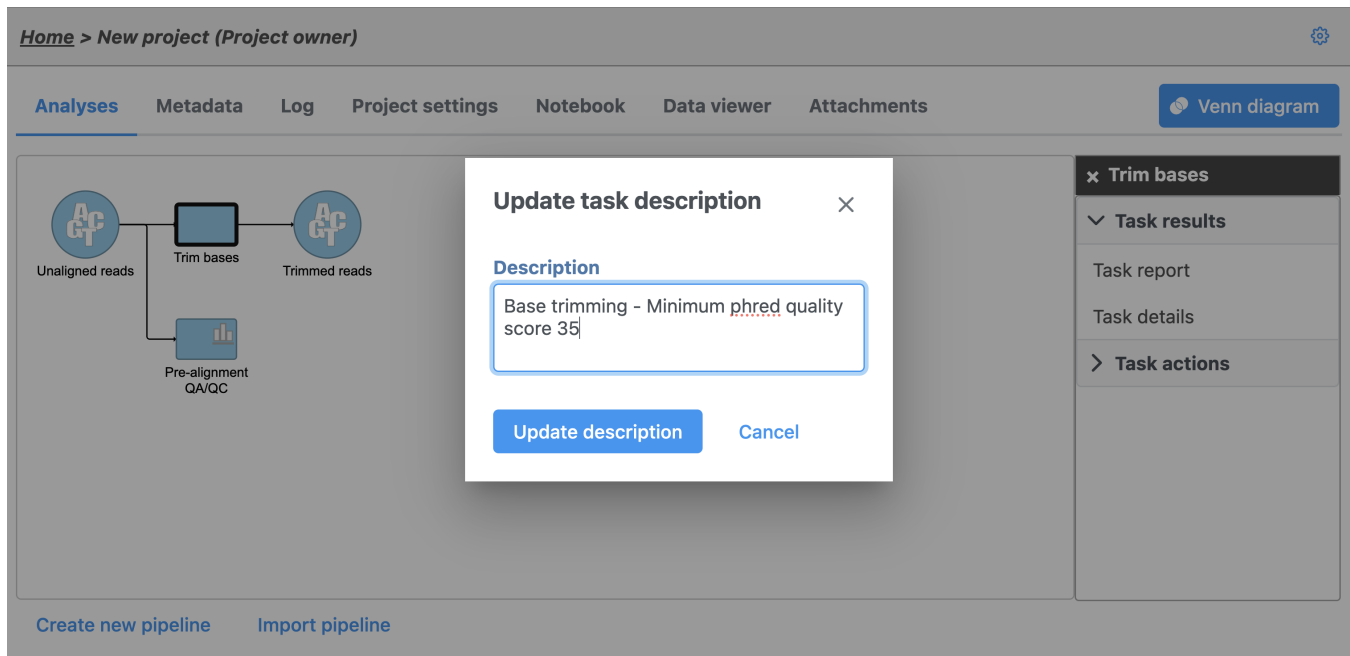 Home > New project (Project owner)
Analyses Metadata Log Project settings Notebook Data viewer Attachments
Venn diagram
ACGT
Unaligned reads
Trim bases
ACGT
Trimmed reads
Pre-alignment
QA/QC
Update task description
Description
Base trimming - Minimum phred quality
score 35
Update description Cancel
Trim bases
Task results
Task report
Task details
Task actions
Create new pipeline Import pipeline